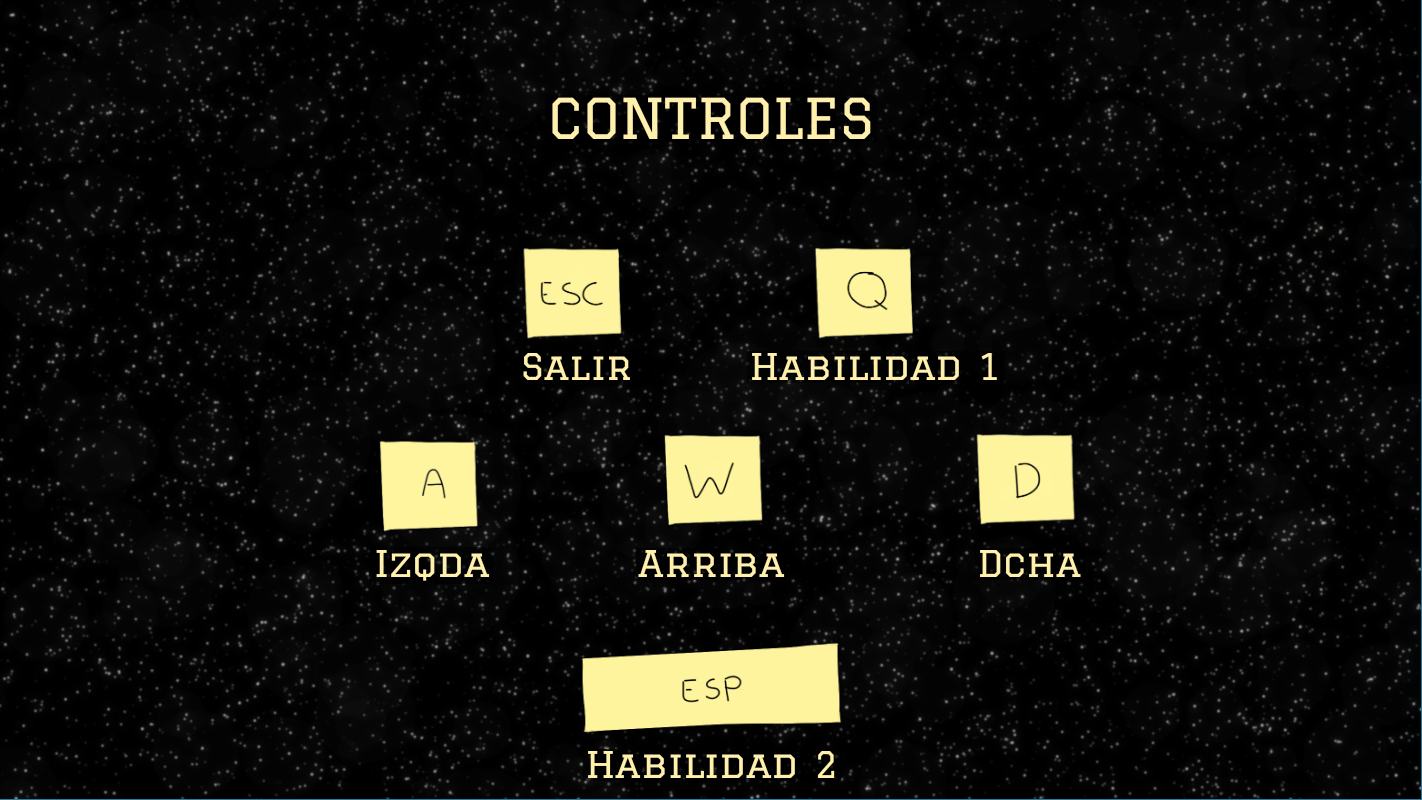 CONTROLES
ESC Q
SALIR HABILIDAD 1
A W D
IZQDA ARRIBA DCHA
ESP
HABILIDAD 2